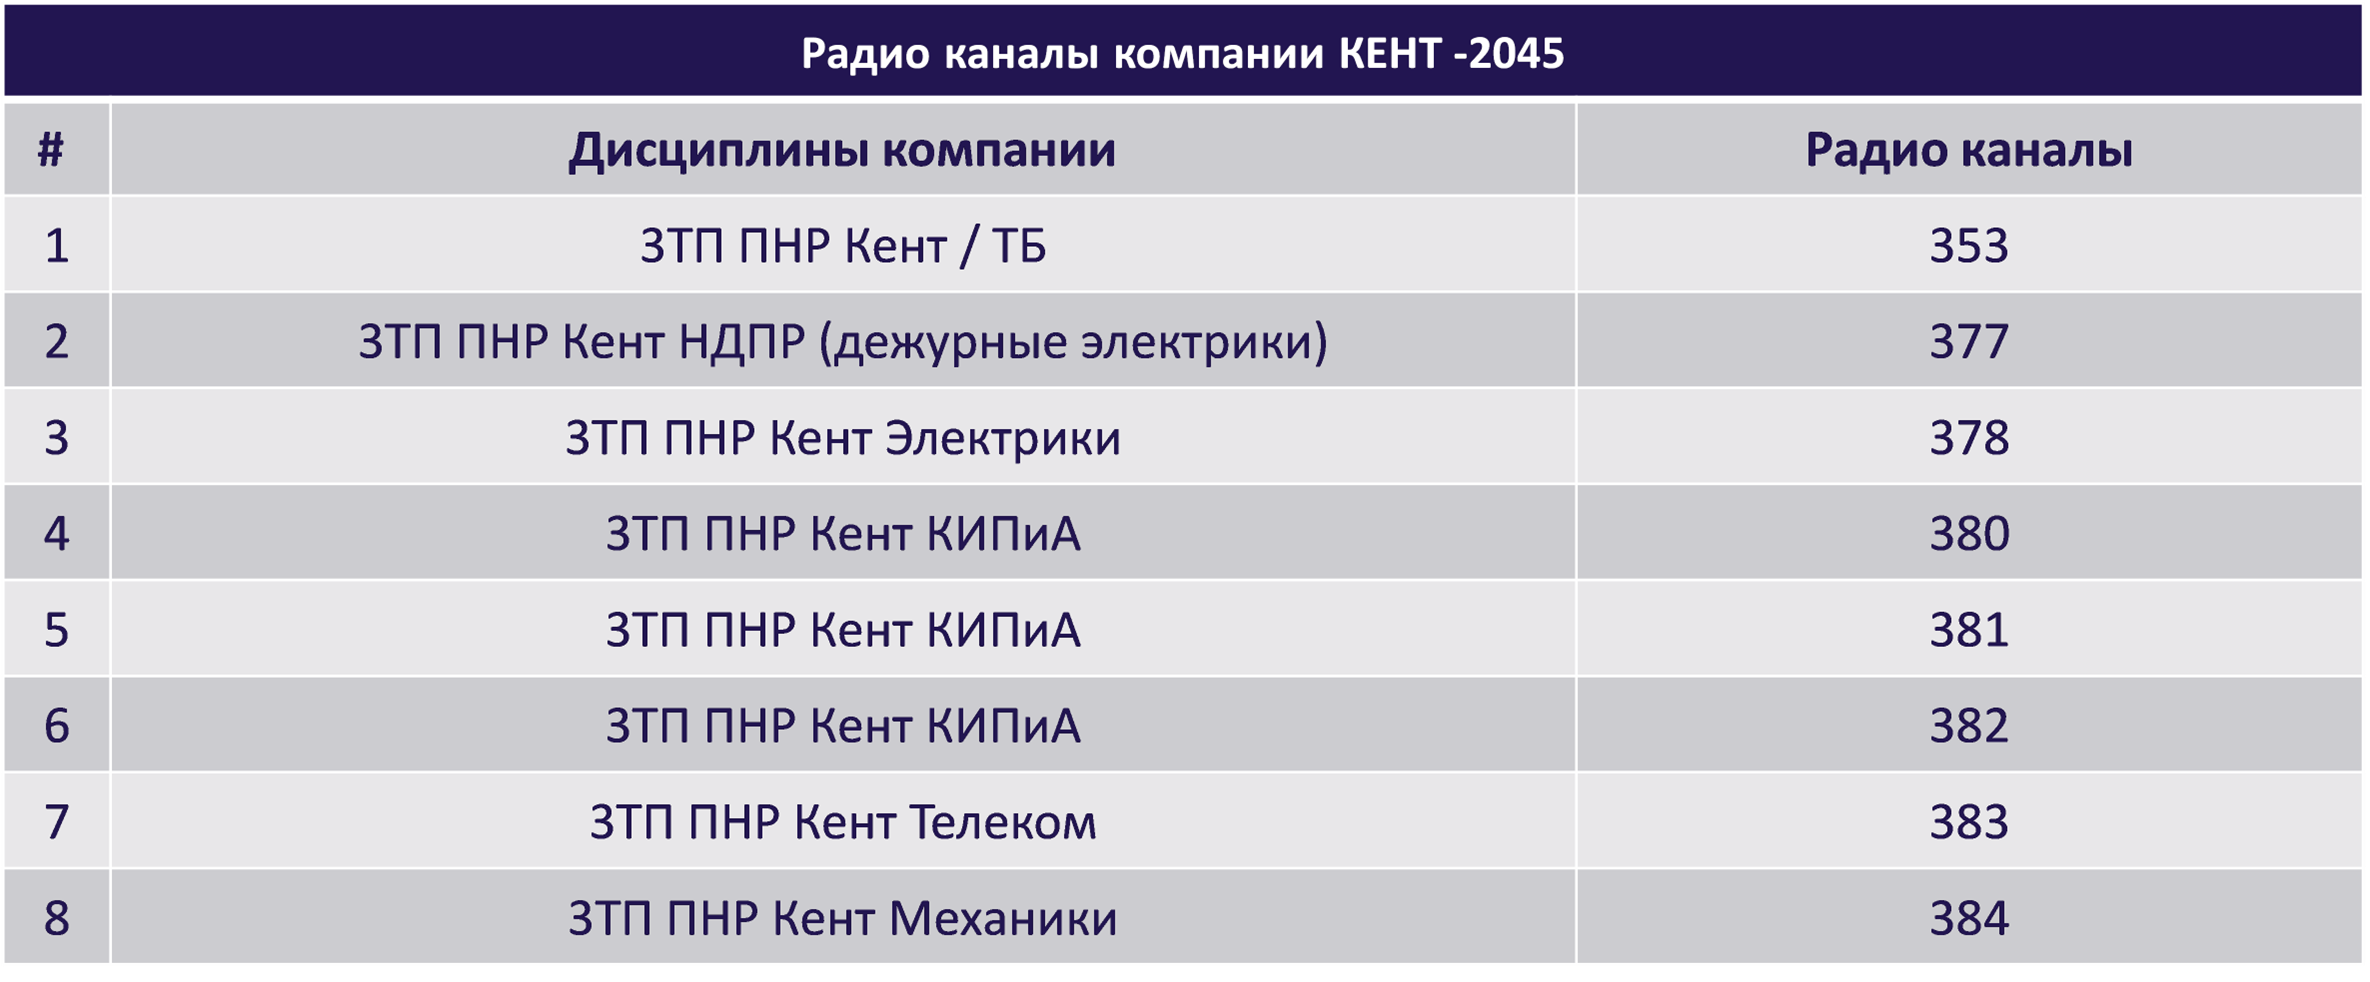 Радио каналы компании КЕНТ -2045
# Дисциплины компании Радио каналы
1 ЗТП ПНР Кент / ТБ 353
2 ЗТП ПНР Кент НДПР (дежурные электрики) 377
3 ЗТП ПНР Кент Электрики 378
4 ЗТП ПНР Кент КИПиА 380
5 ЗТП ПНР Кент КИПиА 381
6 ЗТП ПНР Кент КИПиА 382
7 ЗТП ПНР Кент Телеком 383
8 ЗТП ПНР Кент Механики 384